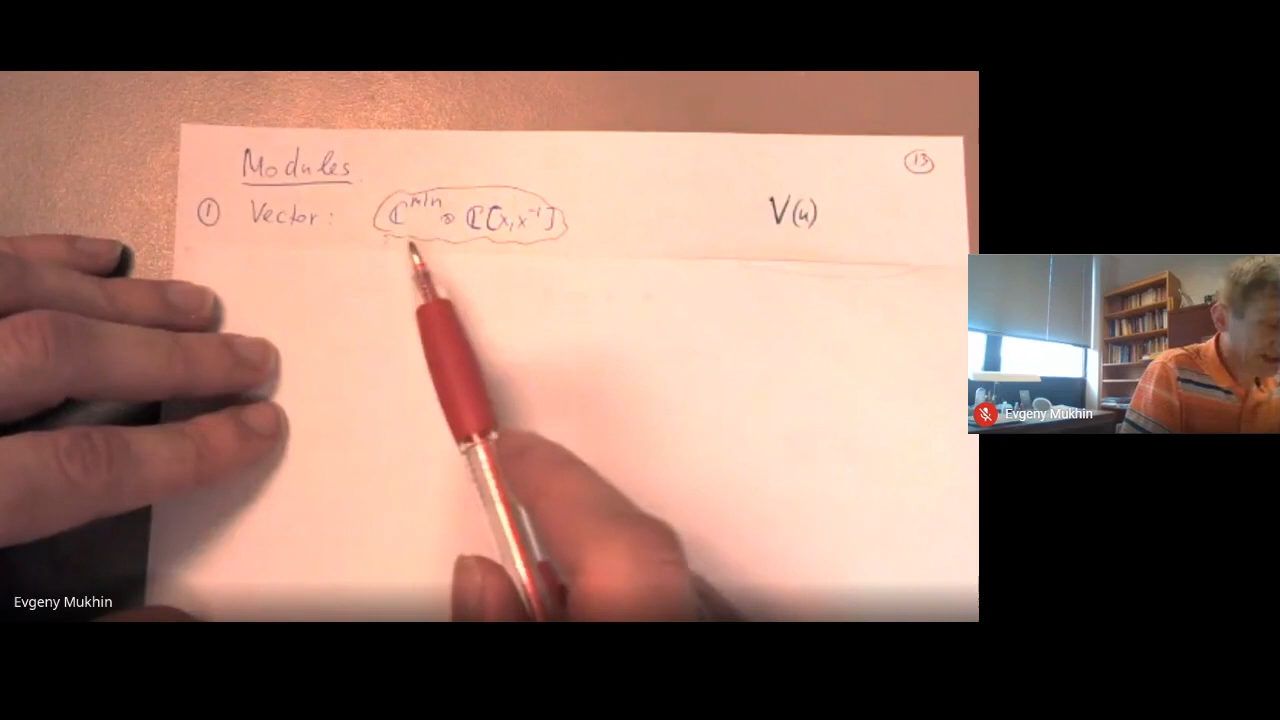 Modules
⑬
① Vector: ℂ^{m|n} ⊗ ℂ[x,x⁻¹] V(u)
Evgeny Mukhin
Evgeny Mukhin